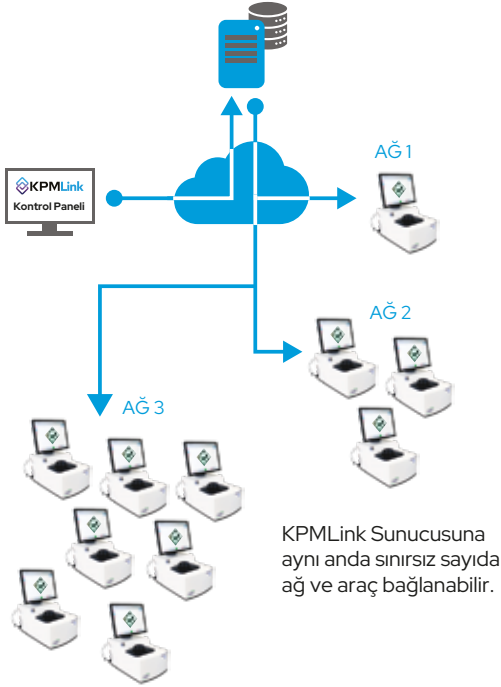 AĞ 1
KPMLink
Kontrol Paneli
AĞ 2
AĞ 3
KPMLink Sunucusuna
aynı anda sınırsız sayıda
ağ ve araç bağlanabilir.